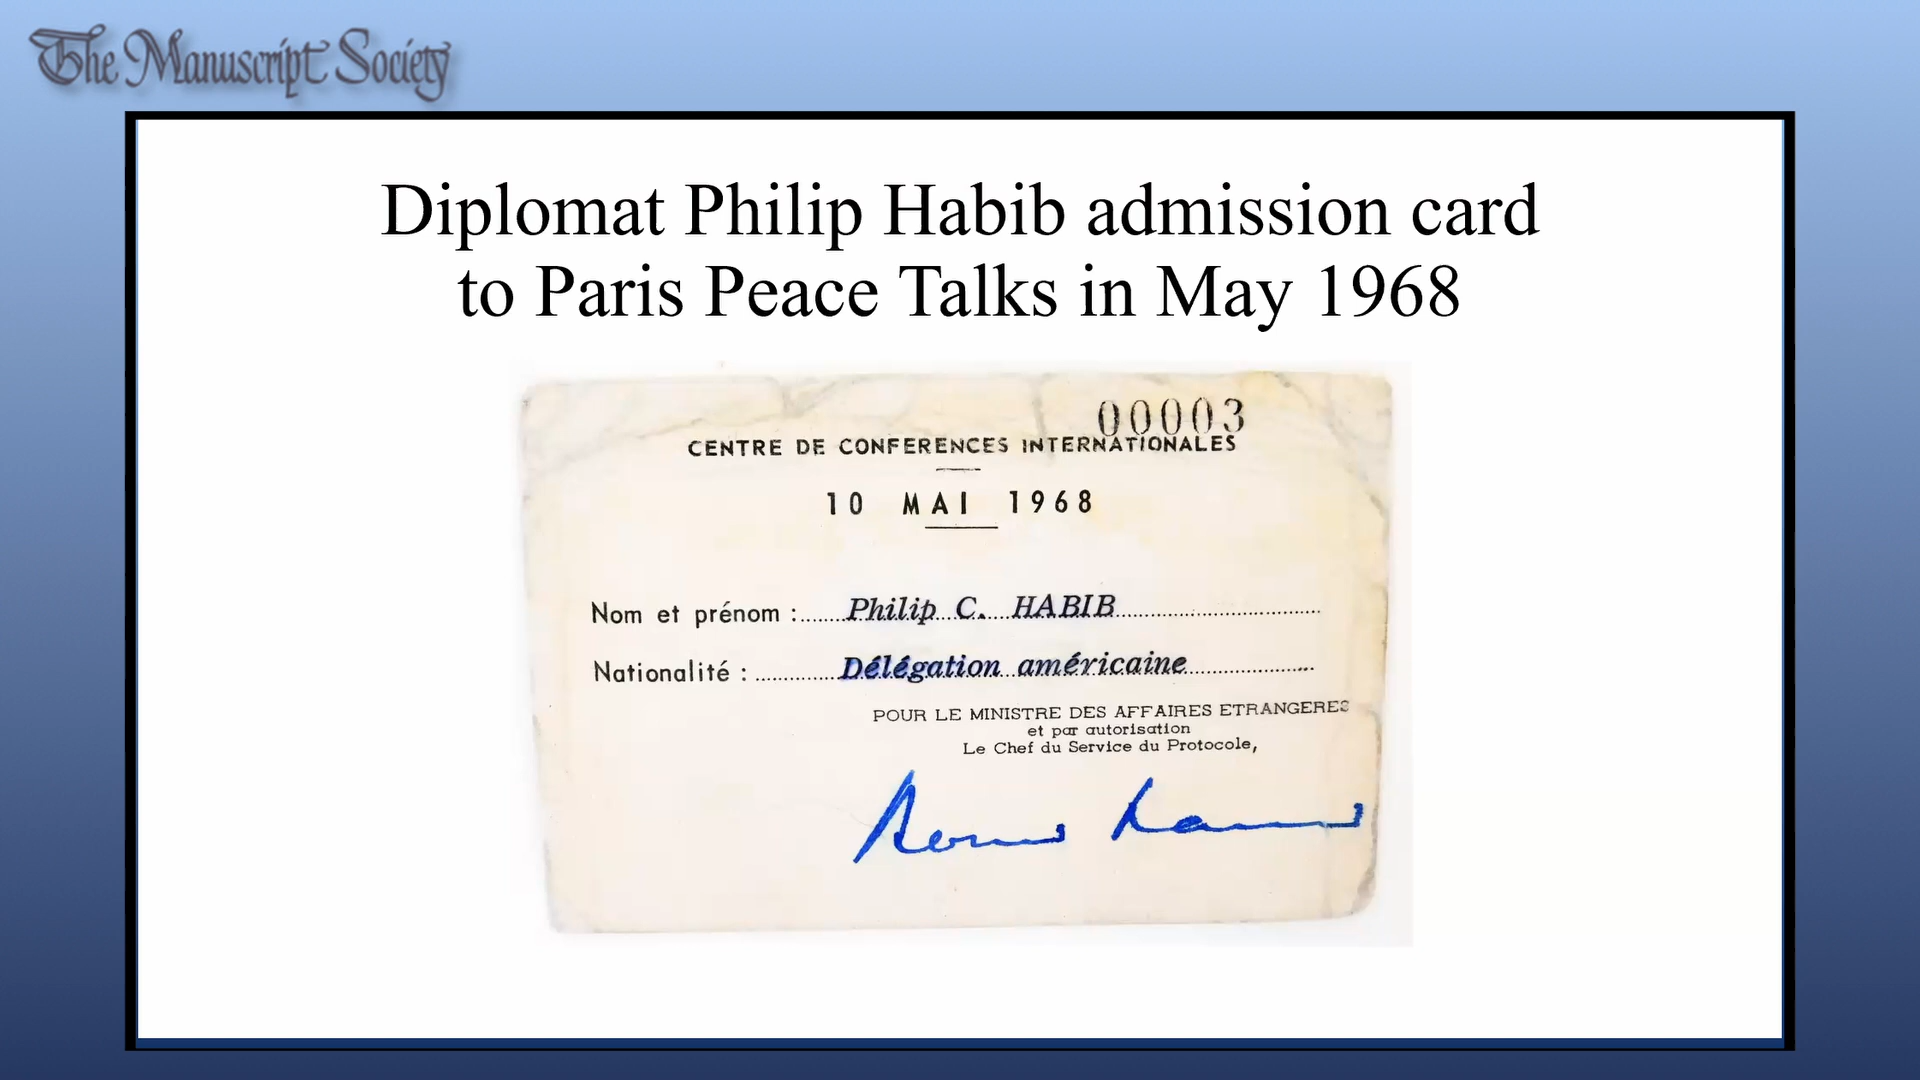 The Manuscript Society
Diplomat Philip Habib admission card
to Paris Peace Talks in May 1968
00003
CENTRE DE CONFERENCES INTERNATIONALES
10 MAI 1968
Nom et prénom : Philip C. HABIB
Nationalité : Délégation américaine
POUR LE MINISTRE DES AFFAIRES ETRANGERES
et par autorisation
Le Chef du Service du Protocole,